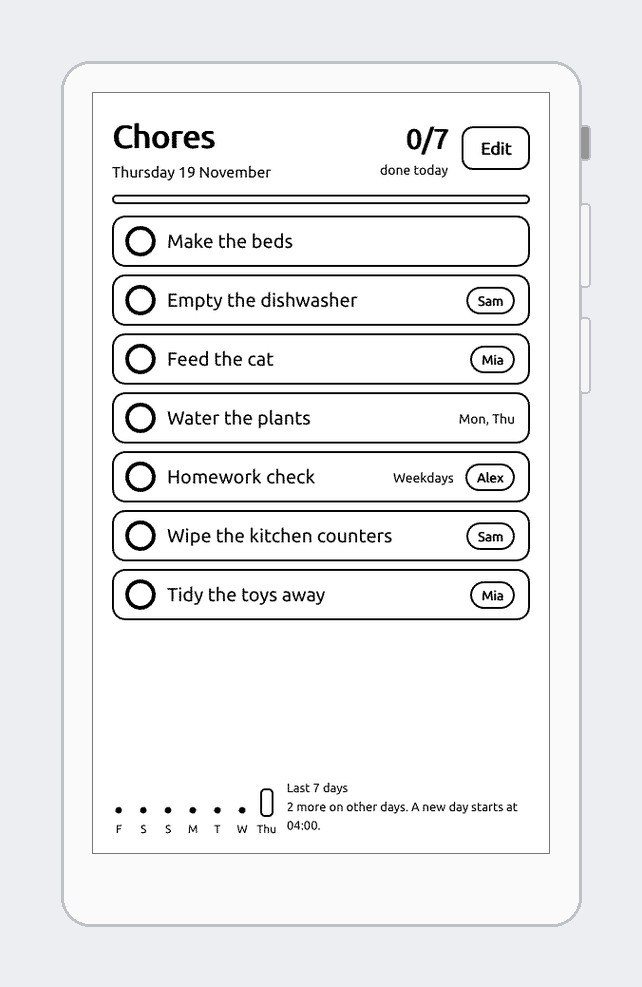 Chores
0/7
Edit
Thursday 19 November
done today
Make the beds
Empty the dishwasher Sam
Feed the cat Mia
Water the plants Mon, Thu
Homework check Weekdays Alex
Wipe the kitchen counters Sam
Tidy the toys away Mia
Last 7 days
2 more on other days. A new day starts at
04:00.
F S S M T W Thu